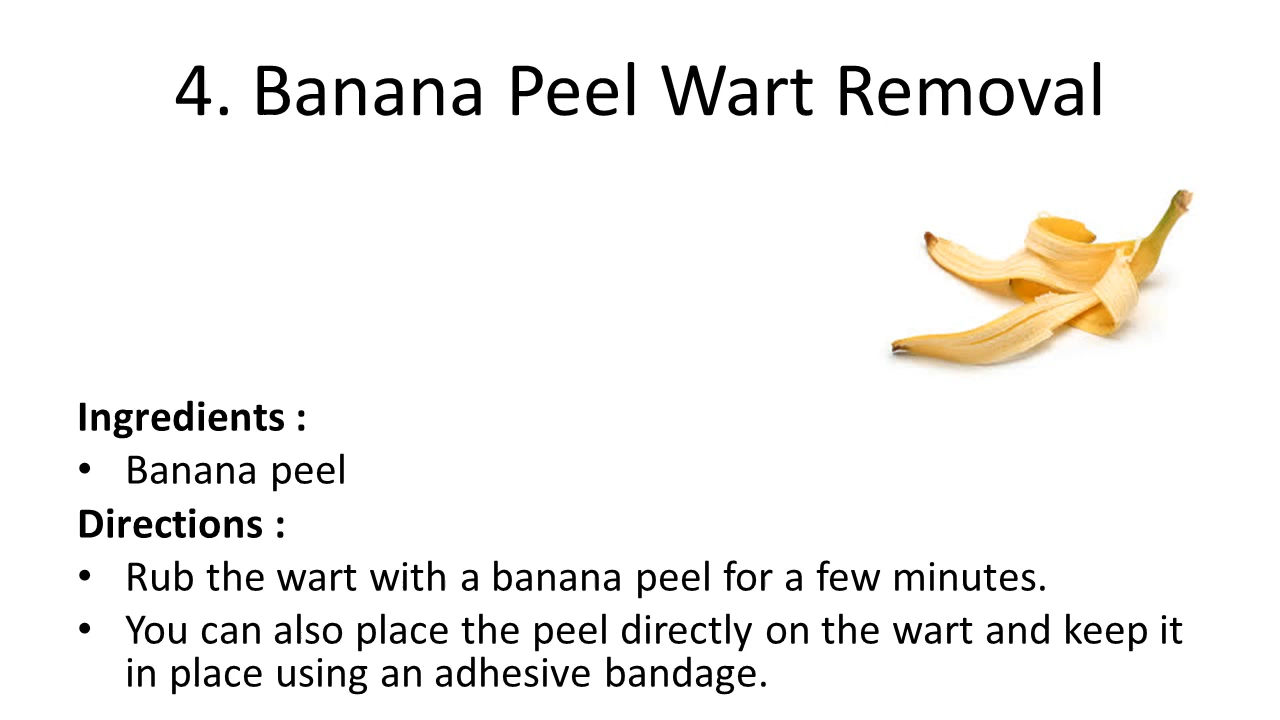 4. Banana Peel Wart Removal
Ingredients :
• Banana peel
Directions :
• Rub the wart with a banana peel for a few minutes.
• You can also place the peel directly on the wart and keep it
in place using an adhesive bandage.